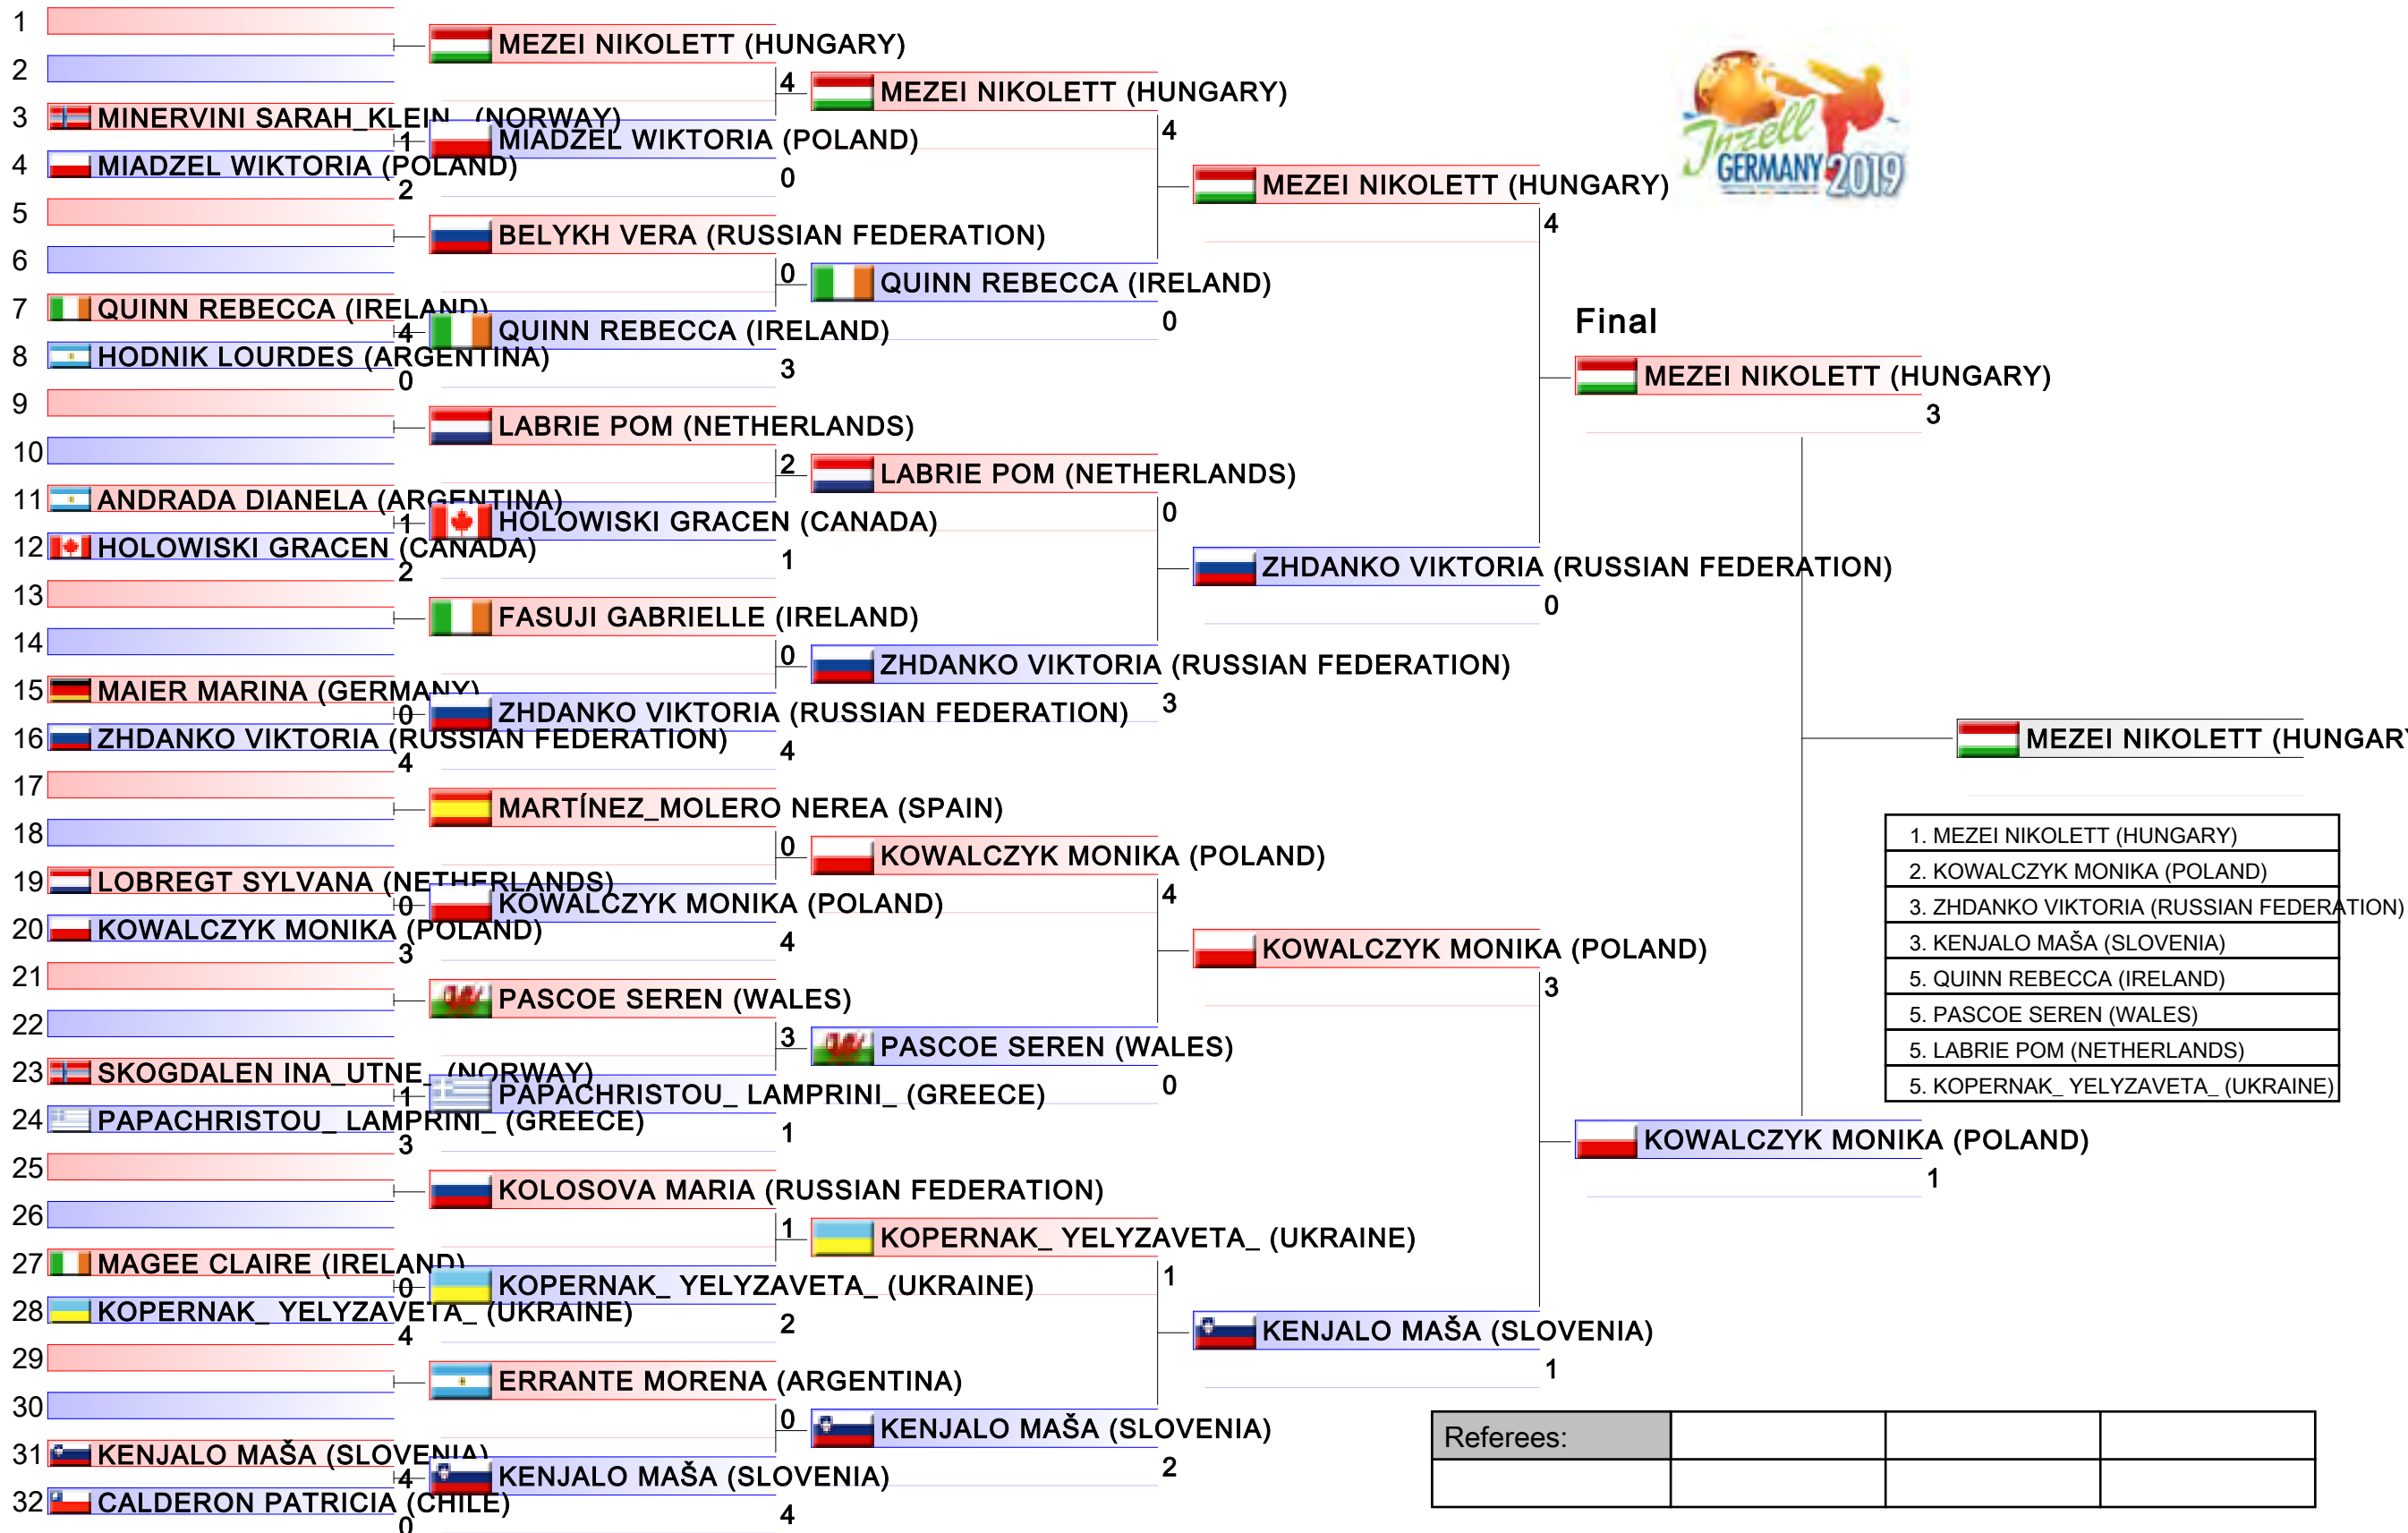 1
MEZEI NIKOLETT (HUNGARY)
2
4
MEZEI NIKOLETT (HUNGARY)
3 MINERVINI SARAH_KLEIN_ (NORWAY)
1
MIADZEL WIKTORIA (POLAND)
4
4 MIADZEL WIKTORIA (POLAND)
2
0
MEZEI NIKOLETT (HUNGARY)
Inzell
GERMANY 2019
5
BELYKH VERA (RUSSIAN FEDERATION)
4
6
0
QUINN REBECCA (IRELAND)
7 QUINN REBECCA (IRELAND)
4
QUINN REBECCA (IRELAND)
0
Final
8 HODNIK LOURDES (ARGENTINA)
0
3
MEZEI NIKOLETT (HUNGARY)
3
9
LABRIE POM (NETHERLANDS)
10
2
LABRIE POM (NETHERLANDS)
11 ANDRADA DIANELA (ARGENTINA)
1
HOLOWISKI GRACEN (CANADA)
0
12 HOLOWISKI GRACEN (CANADA)
2
1
ZHDANKO VIKTORIA (RUSSIAN FEDERATION)
0
13
FASUJI GABRIELLE (IRELAND)
14
0
ZHDANKO VIKTORIA (RUSSIAN FEDERATION)
15 MAIER MARINA (GERMANY)
0
ZHDANKO VIKTORIA (RUSSIAN FEDERATION)
3
16 ZHDANKO VIKTORIA (RUSSIAN FEDERATION)
4
4
MEZEI NIKOLETT (HUNGARY
17
MARTÍNEZ_MOLERO NEREA (SPAIN)
18
0
KOWALCZYK MONIKA (POLAND)
19 LOBREGT SYLVANA (NETHERLANDS)
0
KOWALCZYK MONIKA (POLAND)
4
20 KOWALCZYK MONIKA (POLAND)
3
4
KOWALCZYK MONIKA (POLAND)
3
21
PASCOE SEREN (WALES)
22
3
PASCOE SEREN (WALES)
23 SKOGDALEN INA_UTNE_ (NORWAY)
1
PAPACHRISTOU_ LAMPRINI_ (GREECE)
0
24 PAPACHRISTOU_ LAMPRINI_ (GREECE)
3
1
1. MEZEI NIKOLETT (HUNGARY)
2. KOWALCZYK MONIKA (POLAND)
3. ZHDANKO VIKTORIA (RUSSIAN FEDERATION)
3. KENJALO MAŠA (SLOVENIA)
5. QUINN REBECCA (IRELAND)
5. PASCOE SEREN (WALES)
5. LABRIE POM (NETHERLANDS)
5. KOPERNAK_ YELYZAVETA_ (UKRAINE)
KOWALCZYK MONIKA (POLAND)
1
25
KOLOSOVA MARIA (RUSSIAN FEDERATION)
26
1
KOPERNAK_ YELYZAVETA_ (UKRAINE)
27 MAGEE CLAIRE (IRELAND)
0
KOPERNAK_ YELYZAVETA_ (UKRAINE)
1
28 KOPERNAK_ YELYZAVETA_ (UKRAINE)
4
2
KENJALO MAŠA (SLOVENIA)
1
29
ERRANTE MORENA (ARGENTINA)
30
0
KENJALO MAŠA (SLOVENIA)
31 KENJALO MAŠA (SLOVENIA)
4
KENJALO MAŠA (SLOVENIA)
2
32 CALDERON PATRICIA (CHILE)
0
4
Referees: